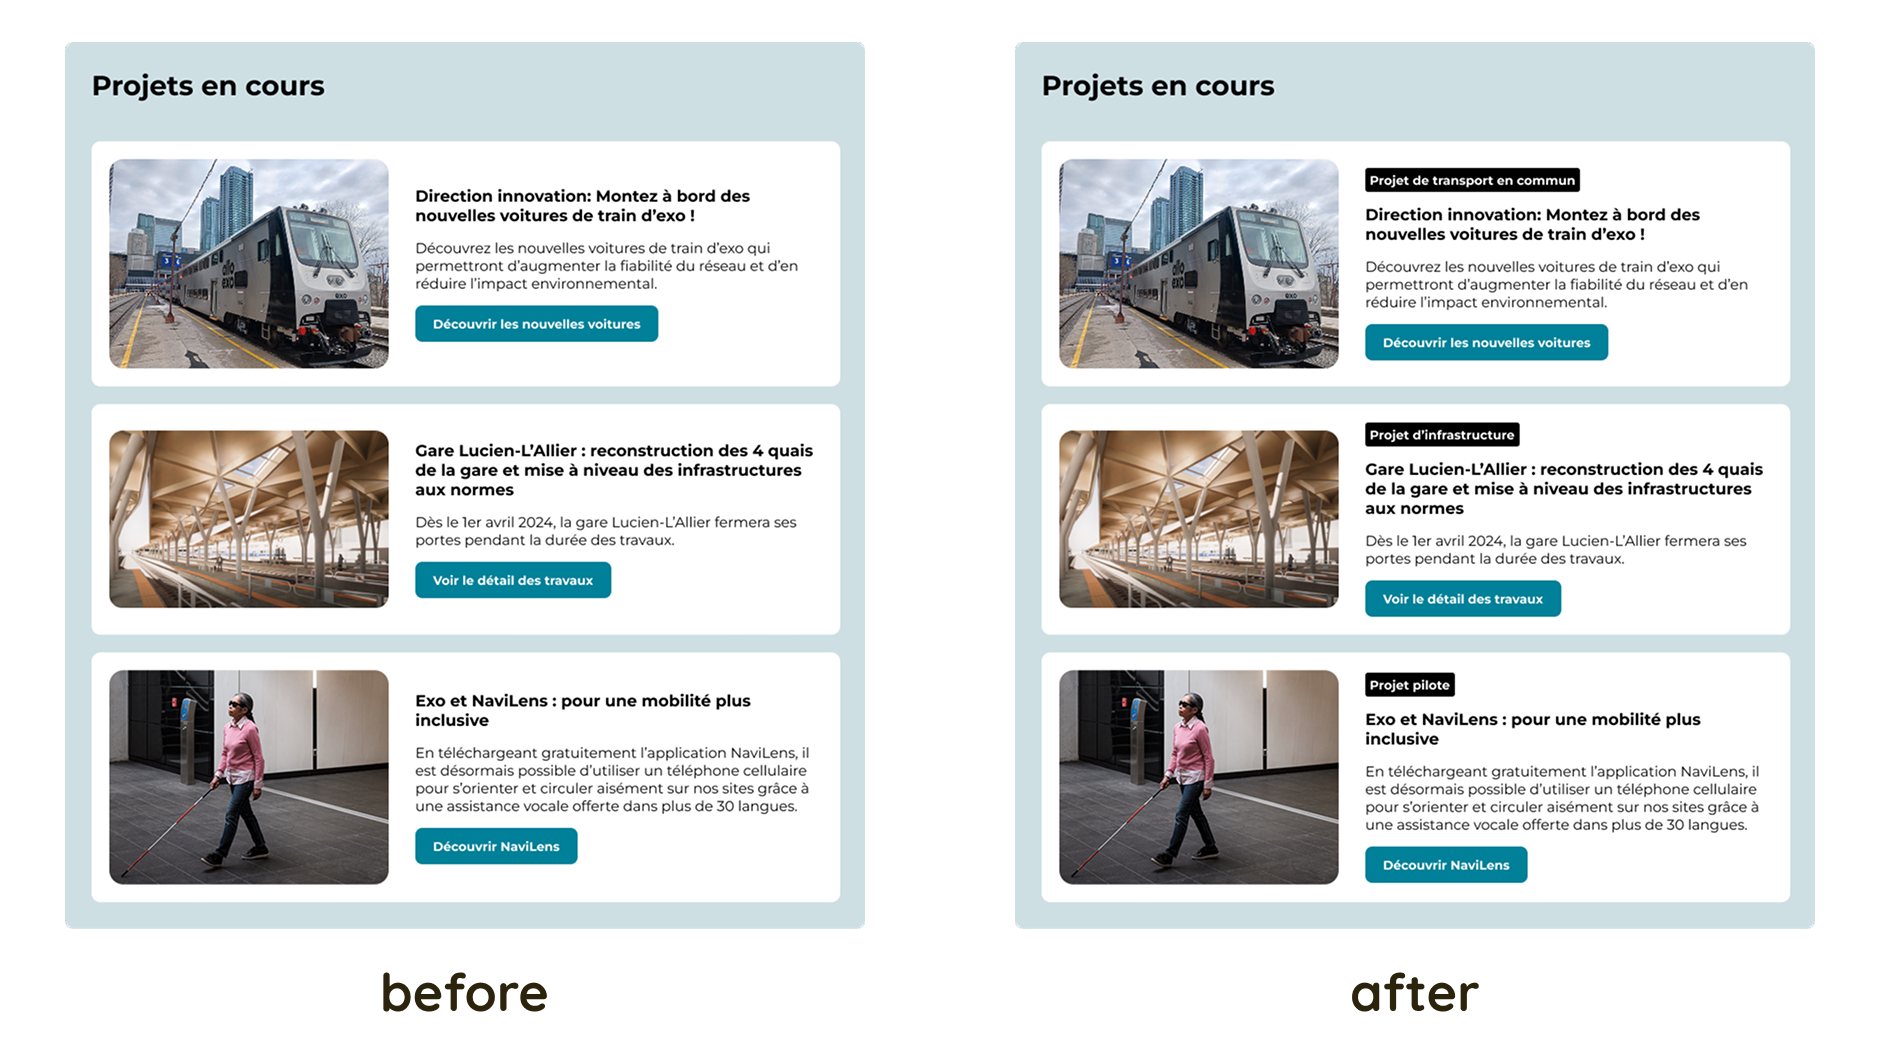 Projets en cours
Direction innovation: Montez à bord des
nouvelles voitures de train d'exo !
Découvrez les nouvelles voitures de train d'exo qui
permettront d'augmenter la fiabilité du réseau et d'en
réduire l'impact environnemental.
Découvrir les nouvelles voitures
allo
exo
exo
Gare Lucien-L'Allier : reconstruction des 4 quais
de la gare et mise à niveau des infrastructures
aux normes
Dès le 1er avril 2024, la gare Lucien-L'Allier fermera ses
portes pendant la durée des travaux.
Voir le détail des travaux
Exo et NaviLens : pour une mobilité plus
inclusive
En téléchargeant gratuitement l'application NaviLens, il
est désormais possible d'utiliser un téléphone cellulaire
pour s'orienter et circuler aisément sur nos sites grâce à
une assistance vocale offerte dans plus de 30 langues.
Découvrir NaviLens
before
Projets en cours
Projet de transport en commun
Direction innovation: Montez à bord des
nouvelles voitures de train d'exo !
Découvrez les nouvelles voitures de train d'exo qui
permettront d'augmenter la fiabilité du réseau et d'en
réduire l'impact environnemental.
Découvrir les nouvelles voitures
allo
exo
exo
Projet d'infrastructure
Gare Lucien-L'Allier : reconstruction des 4 quais
de la gare et mise à niveau des infrastructures
aux normes
Dès le 1er avril 2024, la gare Lucien-L'Allier fermera ses
portes pendant la durée des travaux.
Voir le détail des travaux
Projet pilote
Exo et NaviLens : pour une mobilité plus
inclusive
En téléchargeant gratuitement l'application NaviLens, il
est désormais possible d'utiliser un téléphone cellulaire
pour s'orienter et circuler aisément sur nos sites grâce à
une assistance vocale offerte dans plus de 30 langues.
Découvrir NaviLens
after